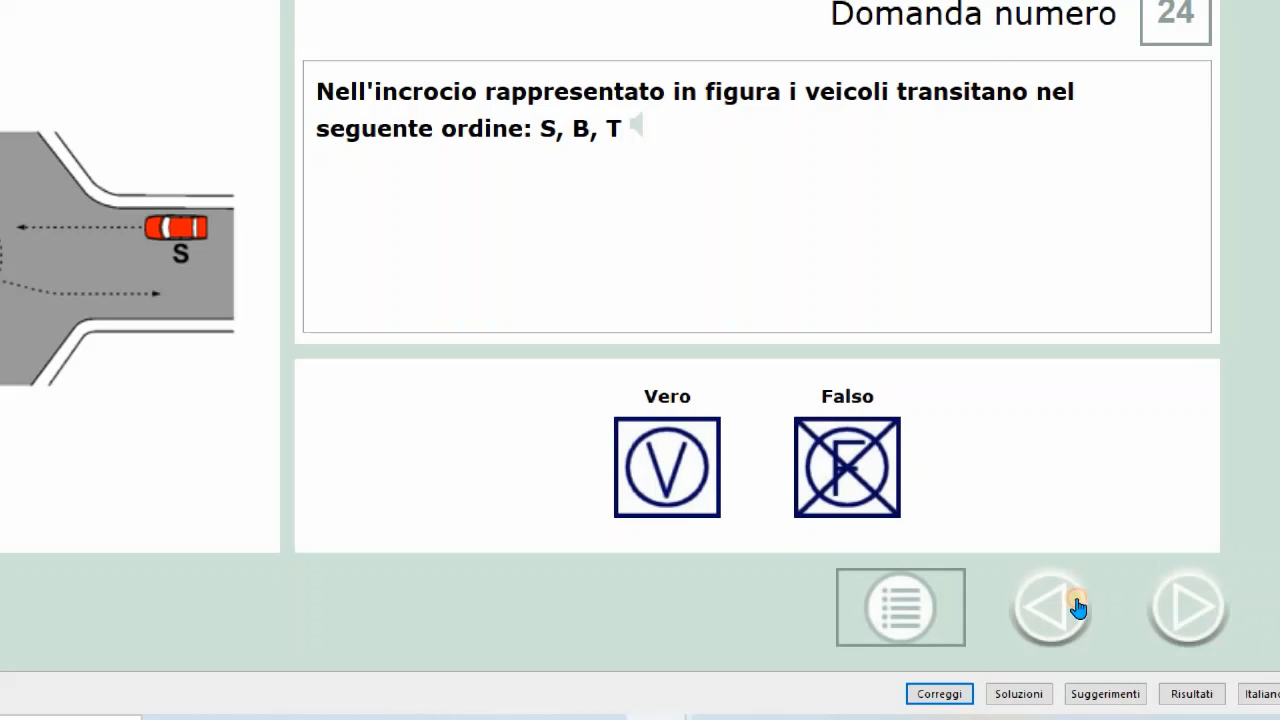 Domanda numero 24
Nell'incrocio rappresentato in figura i veicoli transitano nel
seguente ordine: S, B, T
S
Vero Falso
V F
Correggi Soluzioni Suggerimenti Risultati Italiano